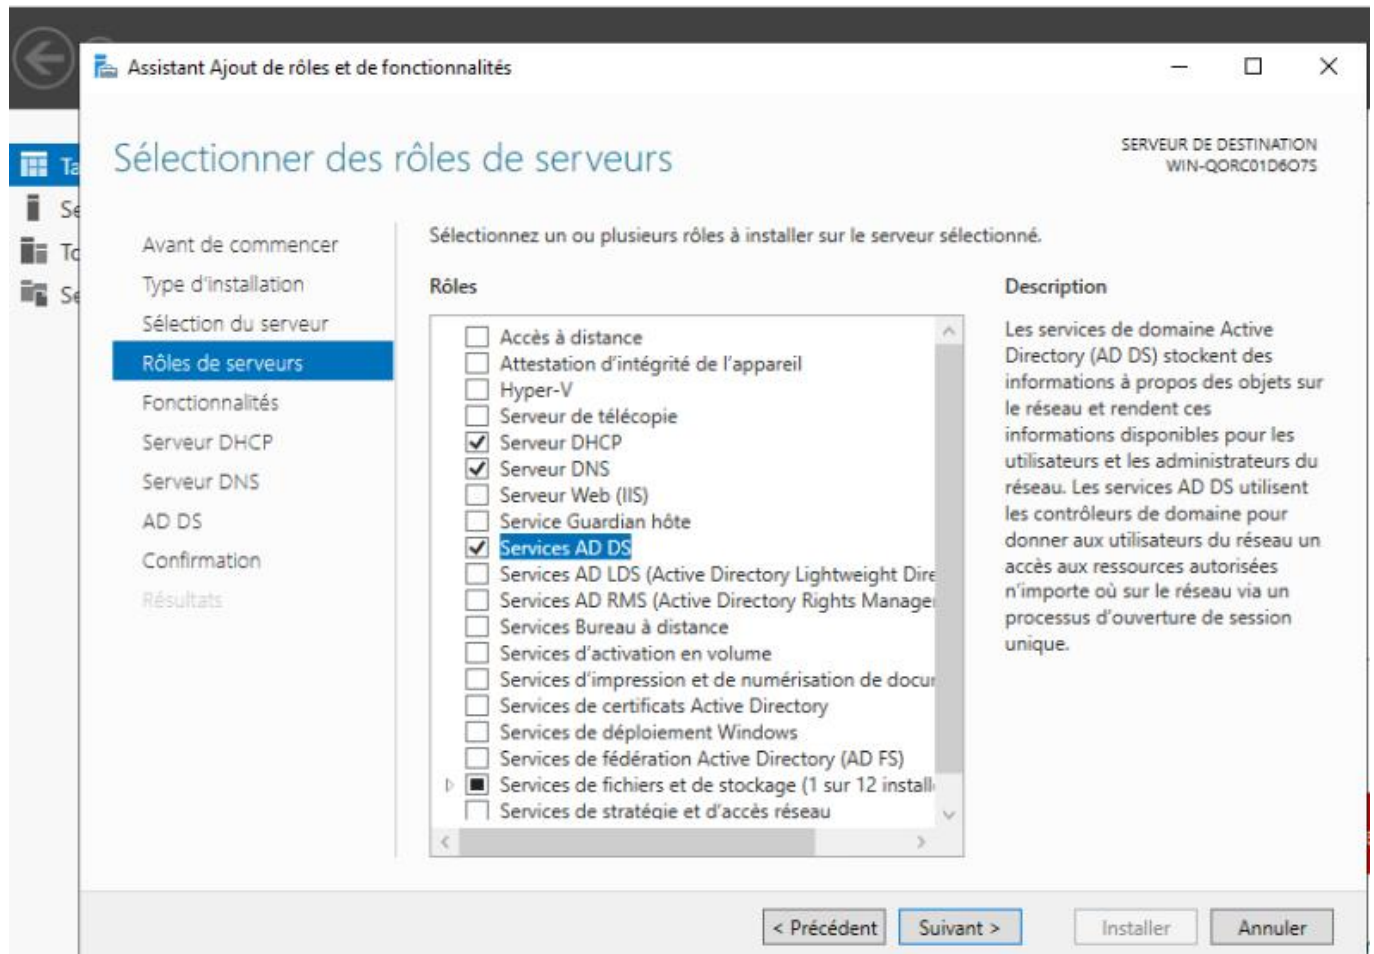 Assistant Ajout de rôles et de fonctionnalités
Sélectionner des rôles de serveurs
SERVEUR DE DESTINATION
WIN-QORC01D6O7S
Ta
Se
To
Se
Avant de commencer
Type d'installation
Sélection du serveur
Rôles de serveurs
Fonctionnalités
Serveur DHCP
Serveur DNS
AD DS
Confirmation
Résultats
Sélectionnez un ou plusieurs rôles à installer sur le serveur sélectionné.
Rôles
Accès à distance
Attestation d'intégrité de l'appareil
Hyper-V
Serveur de télécopie
Serveur DHCP
Serveur DNS
Serveur Web (IIS)
Service Guardian hôte
Services AD DS
Services AD LDS (Active Directory Lightweight Dire
Services AD RMS (Active Directory Rights Manage
Services Bureau à distance
Services d'activation en volume
Services d'impression et de numérisation de docu
Services de certificats Active Directory
Services de déploiement Windows
Services de fédération Active Directory (AD FS)
Services de fichiers et de stockage (1 sur 12 install
Services de stratégie et d'accès réseau
Description
Les services de domaine Active
Directory (AD DS) stockent des
informations à propos des objets sur
le réseau et rendent ces
informations disponibles pour les
utilisateurs et les administrateurs du
réseau. Les services AD DS utilisent
les contrôleurs de domaine pour
donner aux utilisateurs du réseau un
accès aux ressources autorisées
n'importe où sur le réseau via un
processus d'ouverture de session
unique.
< Précédent
Suivant >
Installer
Annuler